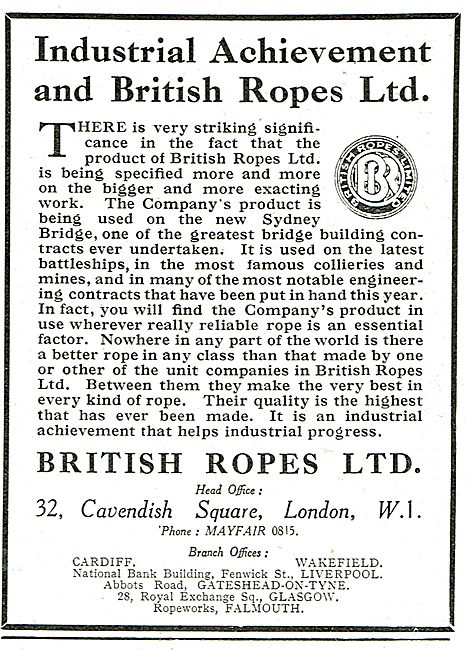 Industrial Achievement
and British Ropes Ltd.
THERE is very striking signifi-
cance in the fact that the
product of British Ropes Ltd.
is being specified more and more
on the bigger and more exacting
work. The Company's product is
being used on the new Sydney
Bridge, one of the greatest bridge building con-
tracts ever undertaken. It is used on the latest
battleships, in the most famous collieries and
mines, and in many of the most notable engineer-
ing contracts that have been put in hand this year.
In fact, you will find the Company's product in
use wherever really reliable rope is an essential
factor. Nowhere in any part of the world is there
a better rope in any class than that made by one
or other of the unit companies in British Ropes
Ltd. Between them they make the very best in
every kind of rope. Their quality is the highest
that has ever been made. It is an industrial
achievement that helps industrial progress.
BRITISH ROPES LIMITED
BR
BRITISH ROPES LTD.
Head Office :
32, Cavendish Square, London, W.1.
'Phone : MAYFAIR 0815.
Branch Offices :
CARDIFF. WAKEFIELD.
National Bank Building, Fenwick St., LIVERPOOL.
Abbots Road, GATESHEAD-ON-TYNE.
28, Royal Exchange Sq., GLASGOW.
Ropeworks, FALMOUTH.